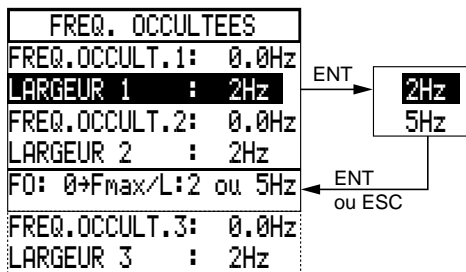 FREQ. OCCULTEES
FREQ.OCCULT.1: 0.0Hz
LARGEUR 1 : 2Hz
FREQ.OCCULT.2: 0.0Hz
LARGEUR 2 : 2Hz
FO: 0→Fmax/L:2 ou 5Hz
FREQ.OCCULT.3: 0.0Hz
LARGEUR 3 : 2Hz
ENT
2Hz
5Hz
ENT
ou ESC